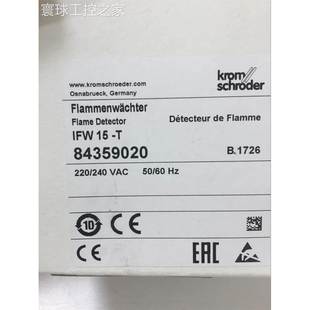 寰球工控之家
www.kromschroeder.com
Osnabrueck, Germany
krom
schröder
Flammenwächter
Flame Detector
Détecteur de Flamme
IFW 15 -T
84359020
B.1726
220/240 VAC 50/60 Hz
10
CE
CE
EAC